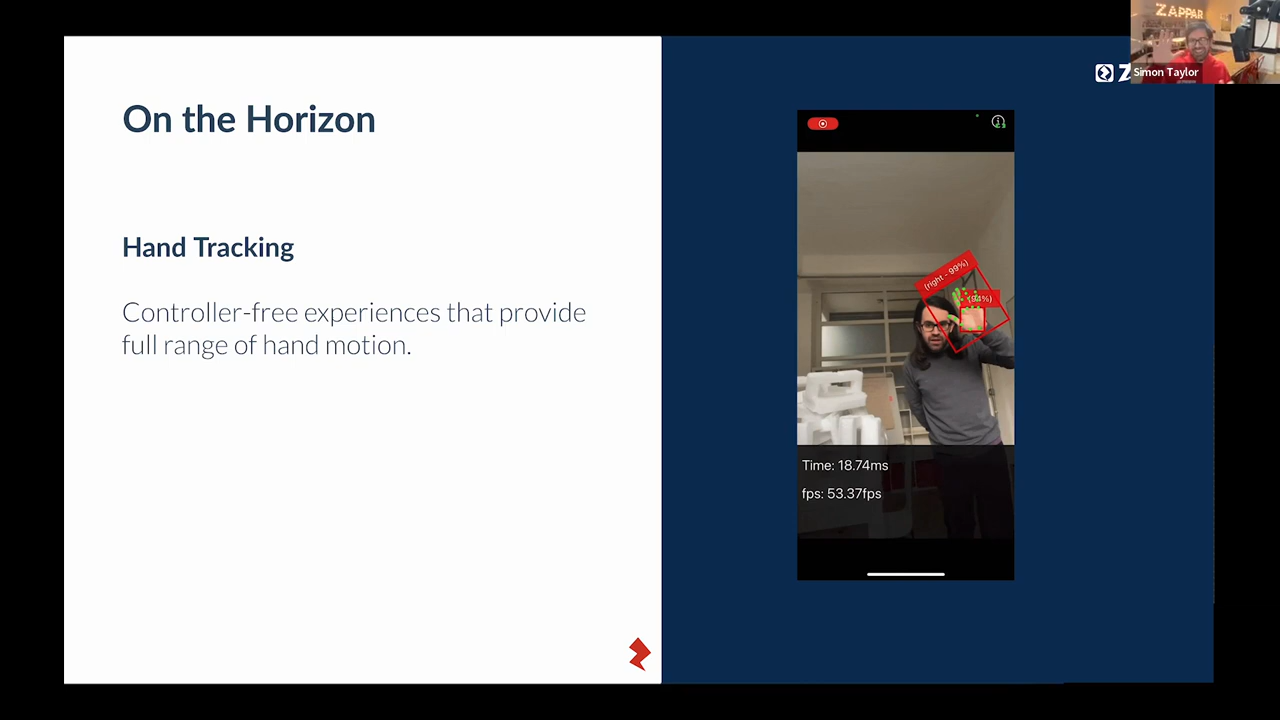 ZAPPAR
Simon Taylor
On the Horizon
Hand Tracking
Controller-free experiences that provide
full range of hand motion.
(right - 99%)
(94%)
Time: 18.74ms
fps: 53.37fps